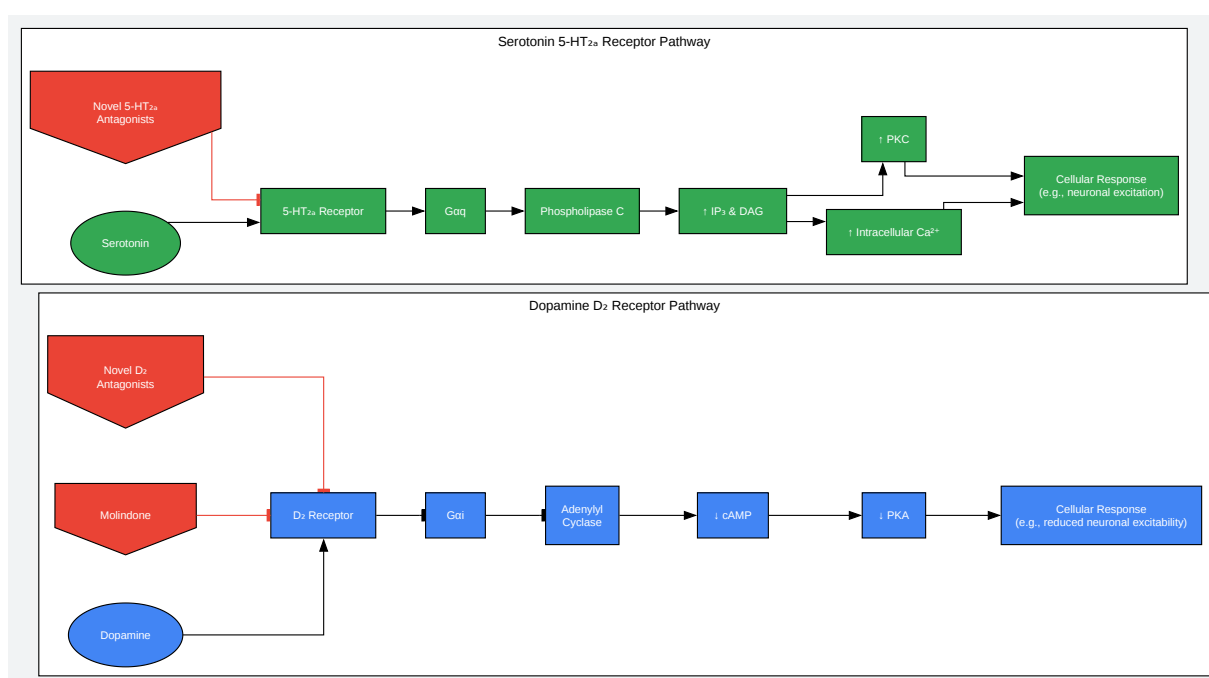 Serotonin 5-HT₂ₐ Receptor Pathway
Novel 5-HT₂ₐ
Antagonists
Serotonin
5-HT₂ₐ Receptor
Gαq
Phospholipase C
↑ IP₃ & DAG
↑ PKC
↑ Intracellular Ca²⁺
Cellular Response
(e.g., neuronal excitation)
Dopamine D₂ Receptor Pathway
Novel D₂
Antagonists
Molindone
Dopamine
D₂ Receptor
Gαi
Adenylyl
Cyclase
↓ cAMP
↓ PKA
Cellular Response
(e.g., reduced neuronal excitability)